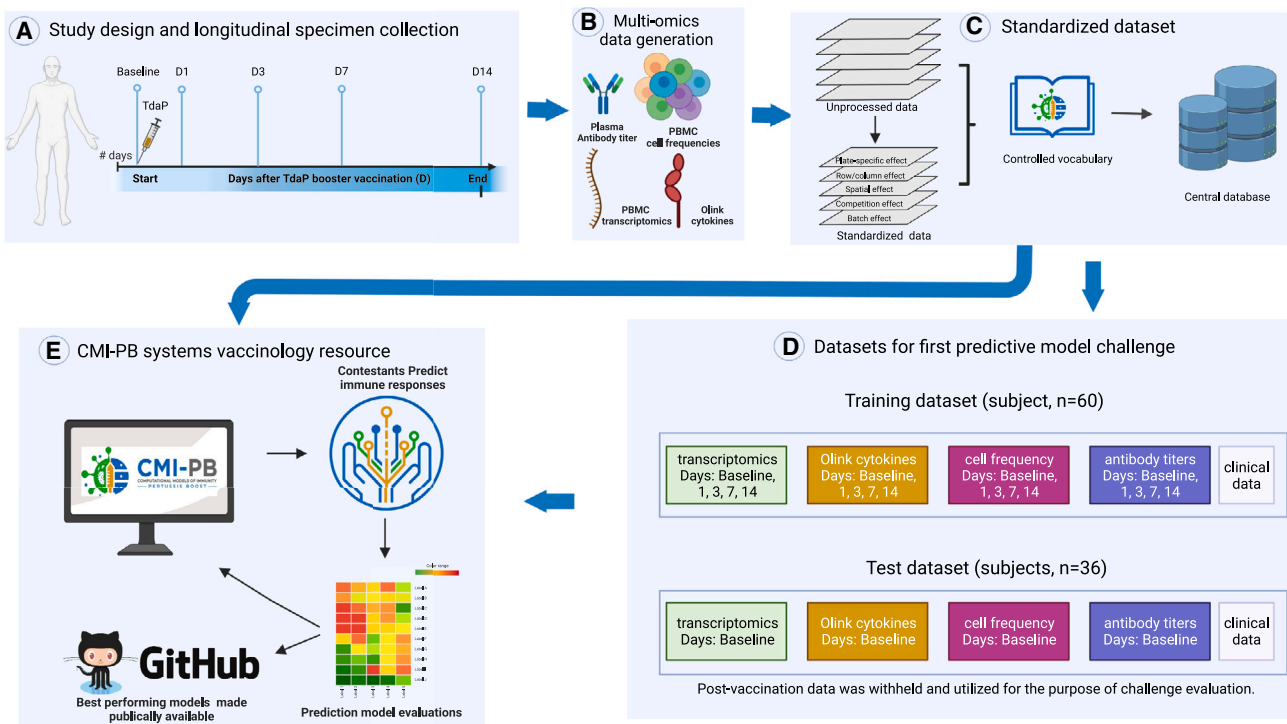 A Study design and longitudinal specimen collection
Baseline
D1
D3
D7
D14
TdaP
# days
Start
Days after TdaP booster vaccination (D)
End
B Multi-omics
data generation
Plasma
Antibody titer
PBMC
cell frequencies
PBMC
transcriptomics
Olink
cytokines
C Standardized dataset
Unprocessed data
Plate-specific effect
Row/column effect
Spatial effect
Competition effect
Batch effect
Standardized data
Controlled vocabulary
Central database
E CMI-PB systems vaccinology resource
Contestants Predict
immune responses
CMI-PB
COMPUTATIONAL MODELS OF IMMUNITY
PERTUSSIS BOOST
Color range
GitHub
Best performing models made
publically available
Prediction model evaluations
D Datasets for first predictive model challenge
Training dataset (subject, n=60)
transcriptomics
Days: Baseline,
1, 3, 7, 14
Olink cytokines
Days: Baseline,
1, 3, 7, 14
cell frequency
Days: Baseline,
1, 3, 7, 14
antibody titers
Days: Baseline,
1, 3, 7, 14
clinical
data
Test dataset (subjects, n=36)
transcriptomics
Days: Baseline
Olink cytokines
Days: Baseline
cell frequency
Days: Baseline
antibody titers
Days: Baseline
clinical
data
Post-vaccination data was withheld and utilized for the purpose of challenge evaluation.